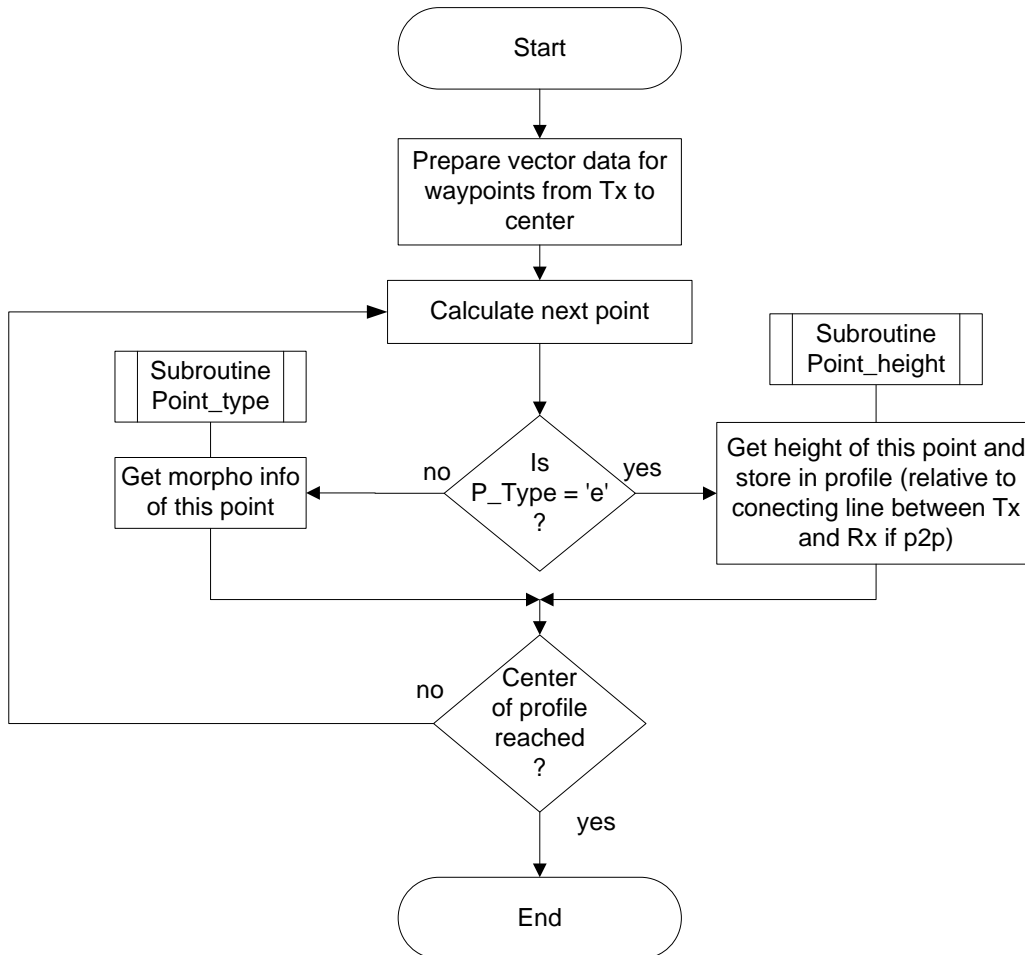 Start
Prepare vector data for
waypoints from Tx to
center
Calculate next point
Subroutine
Point_type
Subroutine
Point_height
Get morpho info
of this point
no
Is
P_Type = 'e'
?
yes
Get height of this point and
store in profile (relative to
conecting line between Tx
and Rx if p2p)
no
Center
of profile
reached
?
yes
End